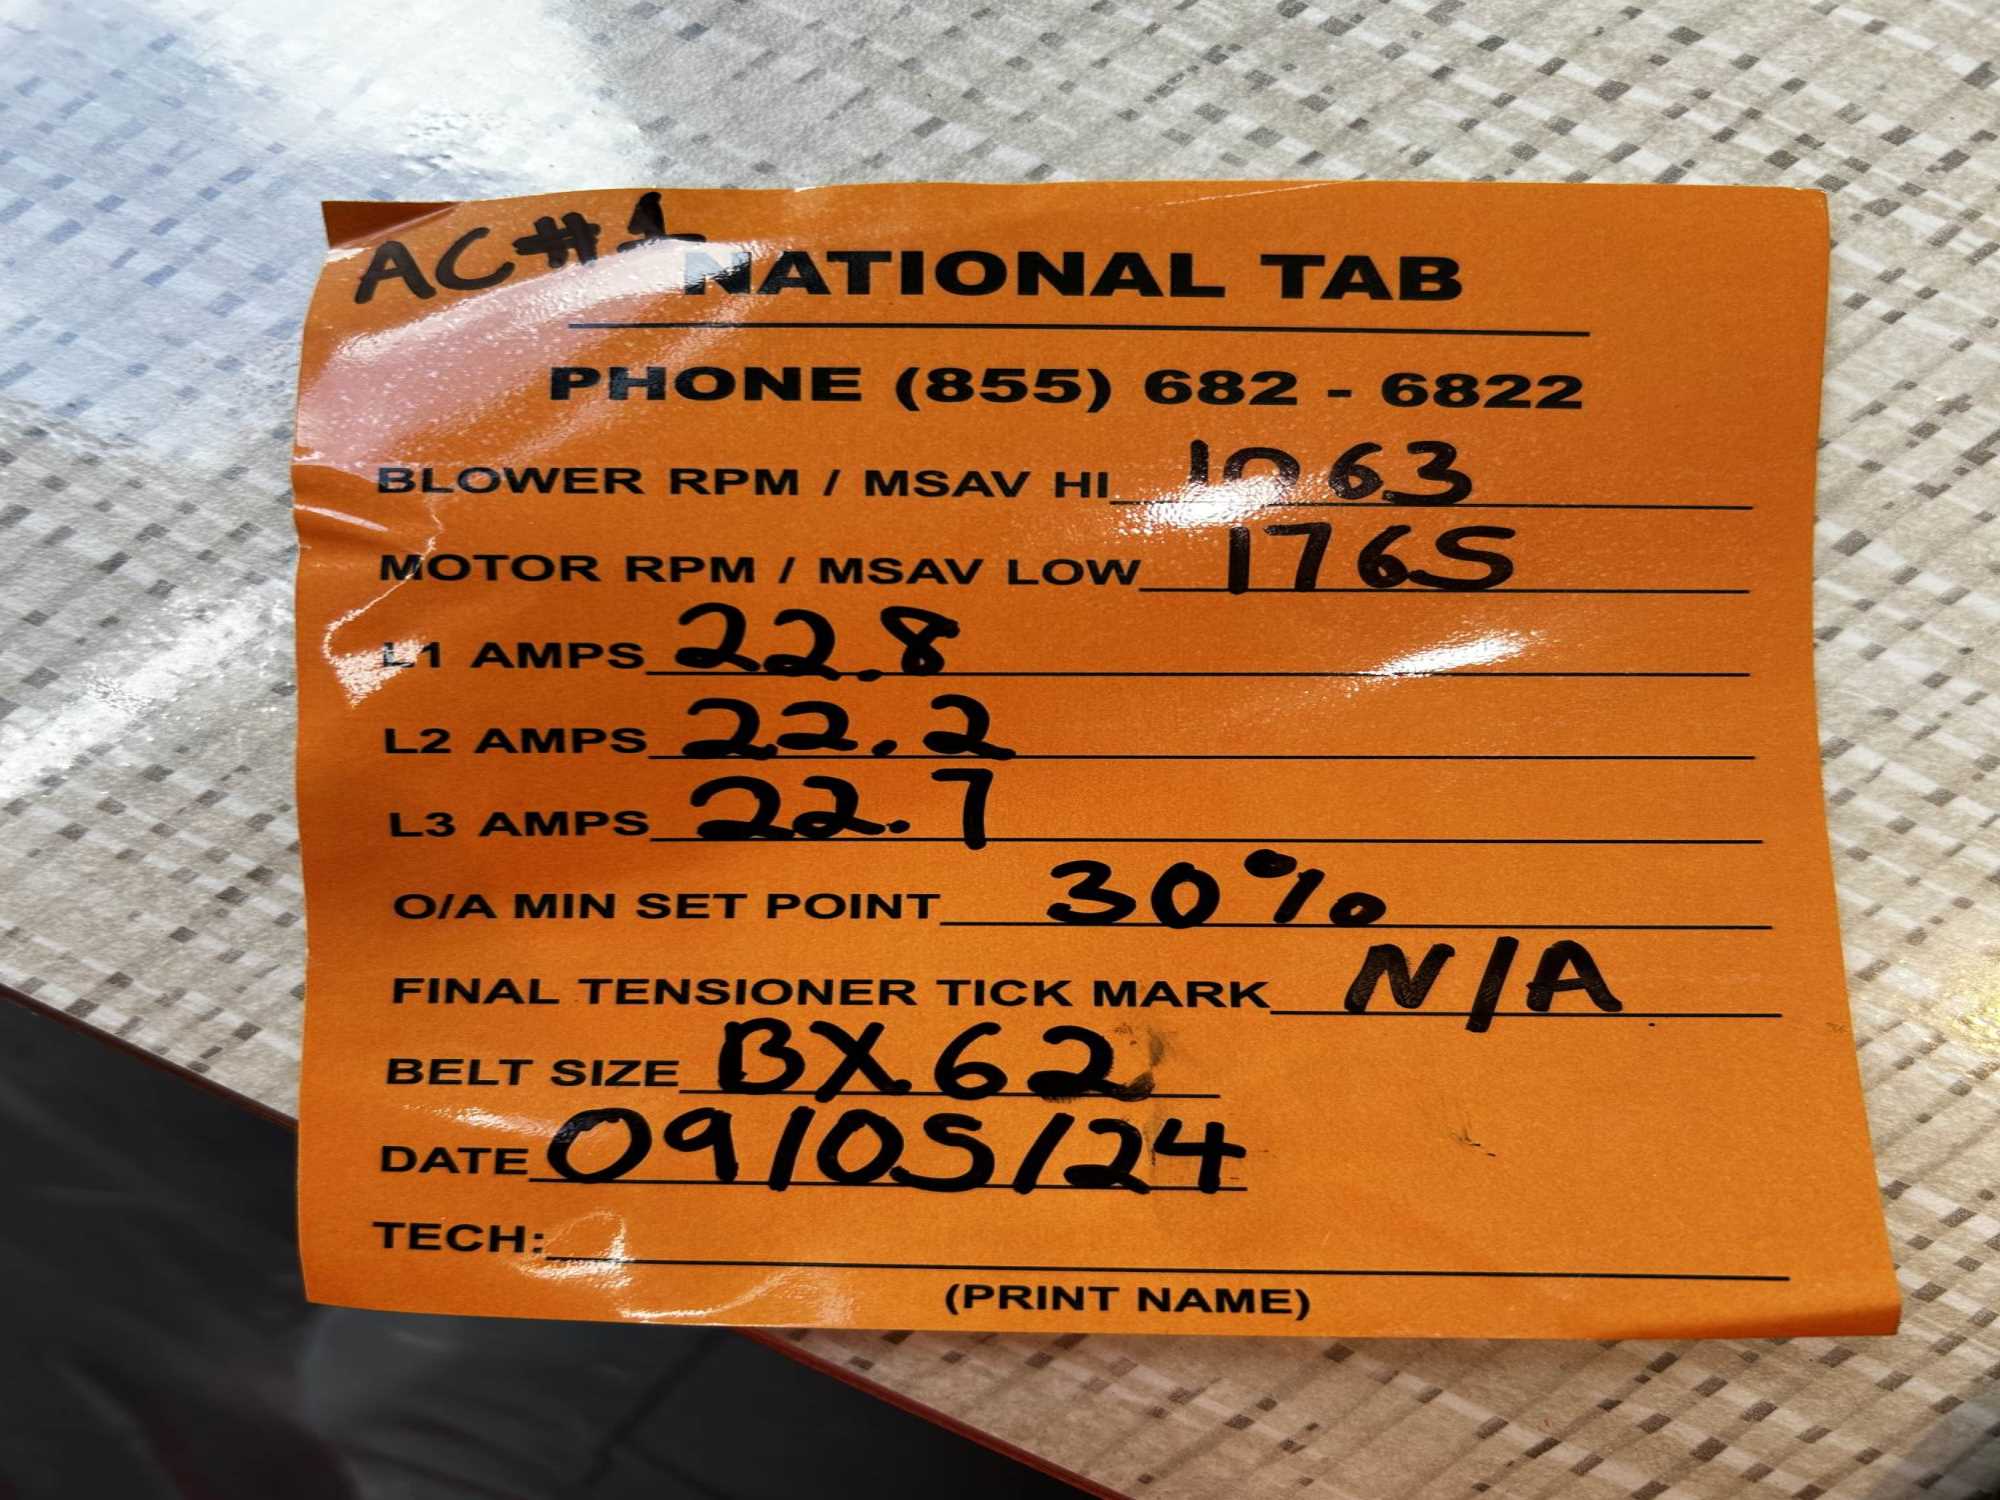 AC#1
NATIONAL TAB
PHONE (855) 682 - 6822
BLOWER RPM / MSAV HI 1063
MOTOR RPM / MSAV LOW 1765
L1 AMPS 22.8
L2 AMPS 22.2
L3 AMPS 22.7
O/A MIN SET POINT 30%
FINAL TENSIONER TICK MARK N/A
BELT SIZE BX62
DATE 09/05/24
TECH:
(PRINT NAME)